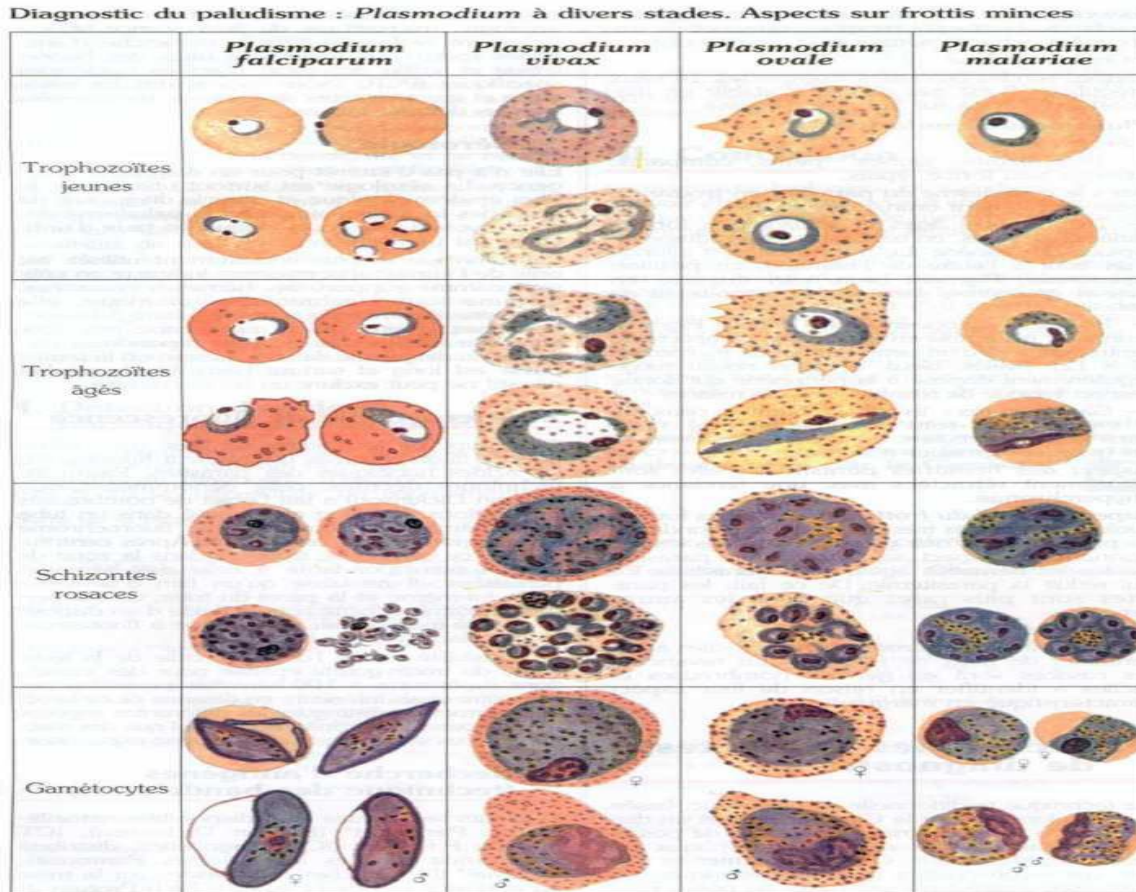 Diagnostic du paludisme : Plasmodium à divers stades. Aspects sur frottis minces
Plasmodium falciparum
Plasmodium vivax
Plasmodium ovale
Plasmodium malariae
Trophozoïtes
jeunes
Trophozoïtes
âgés
Schizontes
rosaces
Gamétocytes
♀
♀
♀
♀
♀
♂
♂
♂
♂
♂